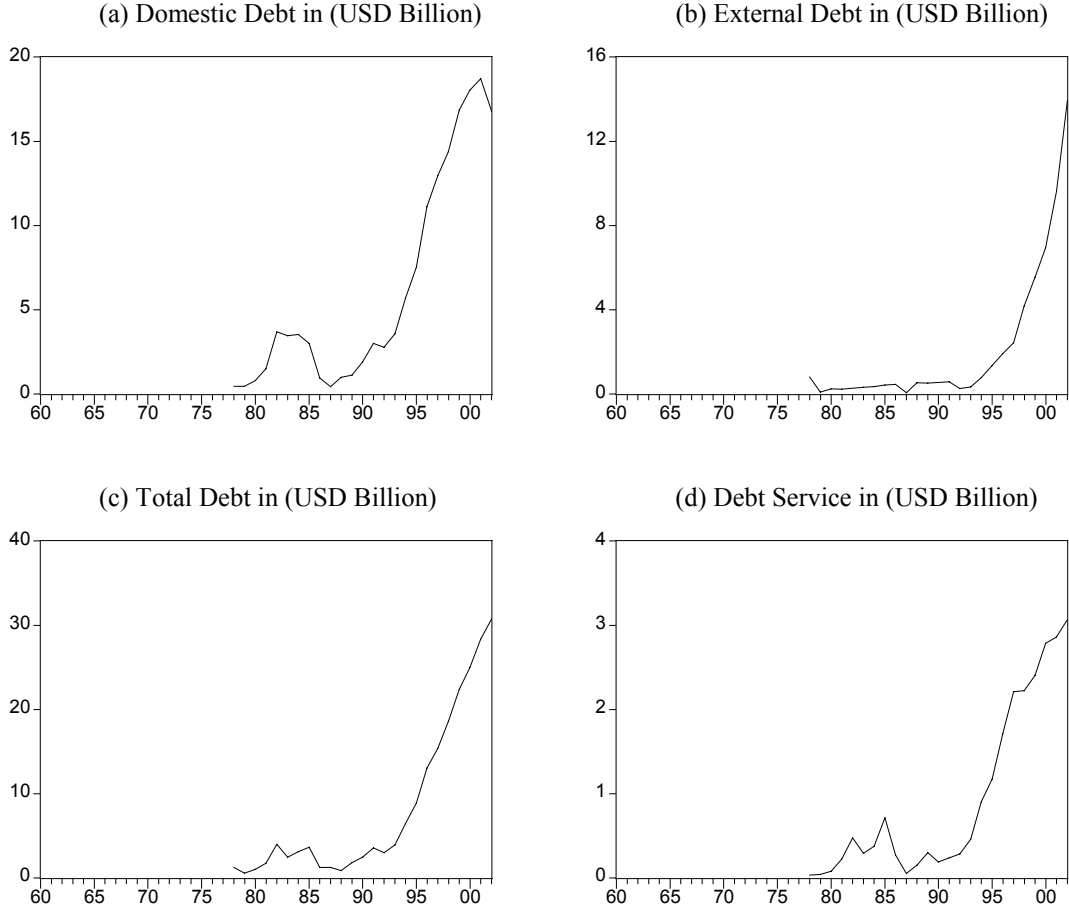 (a) Domestic Debt in (USD Billion)
20
15
10
5
0
60 65 70 75 80 85 90 95 00
(b) External Debt in (USD Billion)
16
12
8
4
0
60 65 70 75 80 85 90 95 00
(c) Total Debt in (USD Billion)
40
30
20
10
0
60 65 70 75 80 85 90 95 00
(d) Debt Service in (USD Billion)
4
3
2
1
0
60 65 70 75 80 85 90 95 00